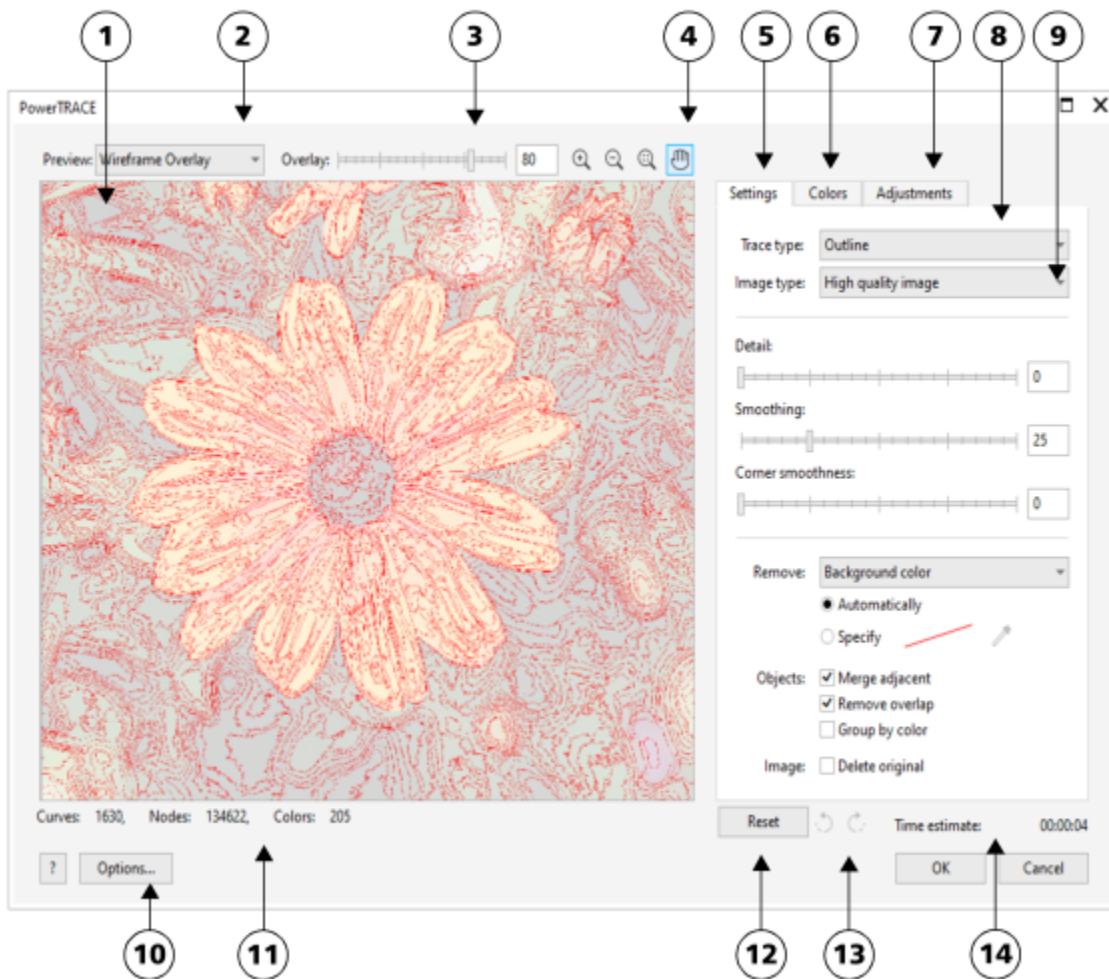 1 2 3 4 5 6 7 8 9
PowerTRACE
Preview: Wireframe Overlay Overlay: 80
Settings Colors Adjustments
Trace type: Outline
Image type: High quality image
Detail:
0
Smoothing:
25
Corner smoothness:
0
Remove: Background color
Automatically
Specify
Objects: Merge adjacent
Remove overlap
Group by color
Image: Delete original
Curves: 1630, Nodes: 134622, Colors: 205
Reset Time estimate: 00:00:04
? Options... OK Cancel
10 11 12 13 14